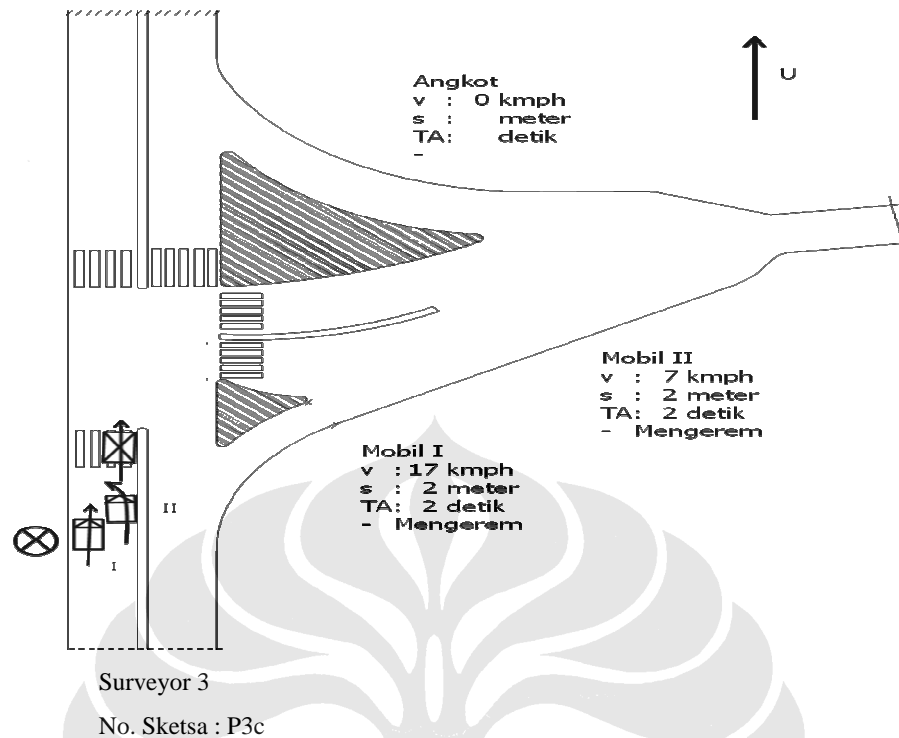 Angkot
v : 0 kmph
s : meter
TA: detik
-
U
Mobil II
v : 7 kmph
s : 2 meter
TA: 2 detik
- Mengerem
Mobil I
v : 17 kmph
s : 2 meter
TA: 2 detik
- Mengerem
II
I
Surveyor 3
No. Sketsa : P3c